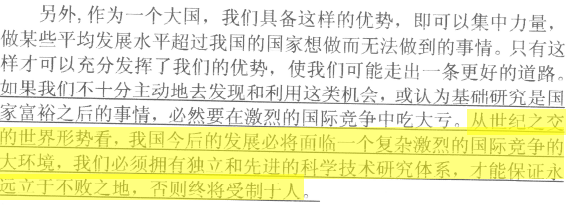 另外,作为一个大国，我们具备这样的优势，即可以集中力量，
做某些平均发展水平超过我国的国家想做而无法做到的事情。只有这
样才可以充分发挥了我们的优势，使我们可能走出一条更好的道路。
如果我们不十分主动地去发现和利用这类机会，或认为基础研究是国
家富裕之后的事情，必然要在激烈的国际竞争中吃大亏。从世纪之交
的世界形势看，我国今后的发展必将面临一个复杂激烈的国际竞争的
大环境，我们必须拥有独立和先进的科学技术研究体系，才能保证永
远立于不败之地，否则终将受制十人。